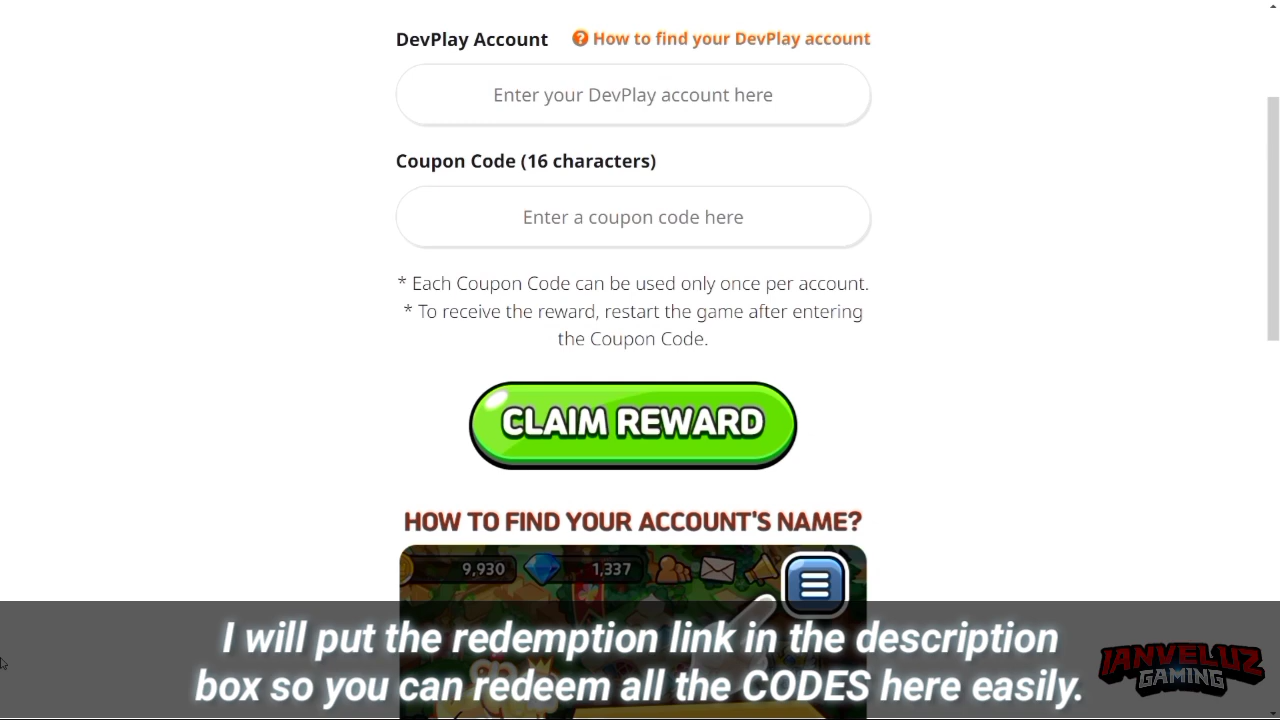 DevPlay Account
? How to find your DevPlay account
Enter your DevPlay account here
Coupon Code (16 characters)
Enter a coupon code here
* Each Coupon Code can be used only once per account.
* To receive the reward, restart the game after entering
the Coupon Code.
CLAIM REWARD
HOW TO FIND YOUR ACCOUNT'S NAME?
9,930
1,337
I will put the redemption link in the description
box so you can redeem all the CODES here easily.
IANVELUZ
GAMING